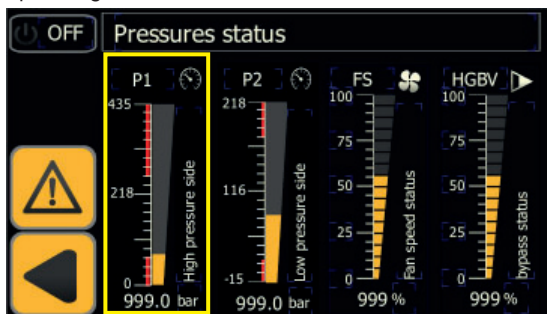 OFF
Pressures status
P1
P2
FS
HGBV
435
218
0
High pressure side
999.0 bar
218
116
-15
Low pressure side
999.0 bar
100
75
50
25
0
Fan speed status
999 %
100
75
50
25
0
bypass status
999 %